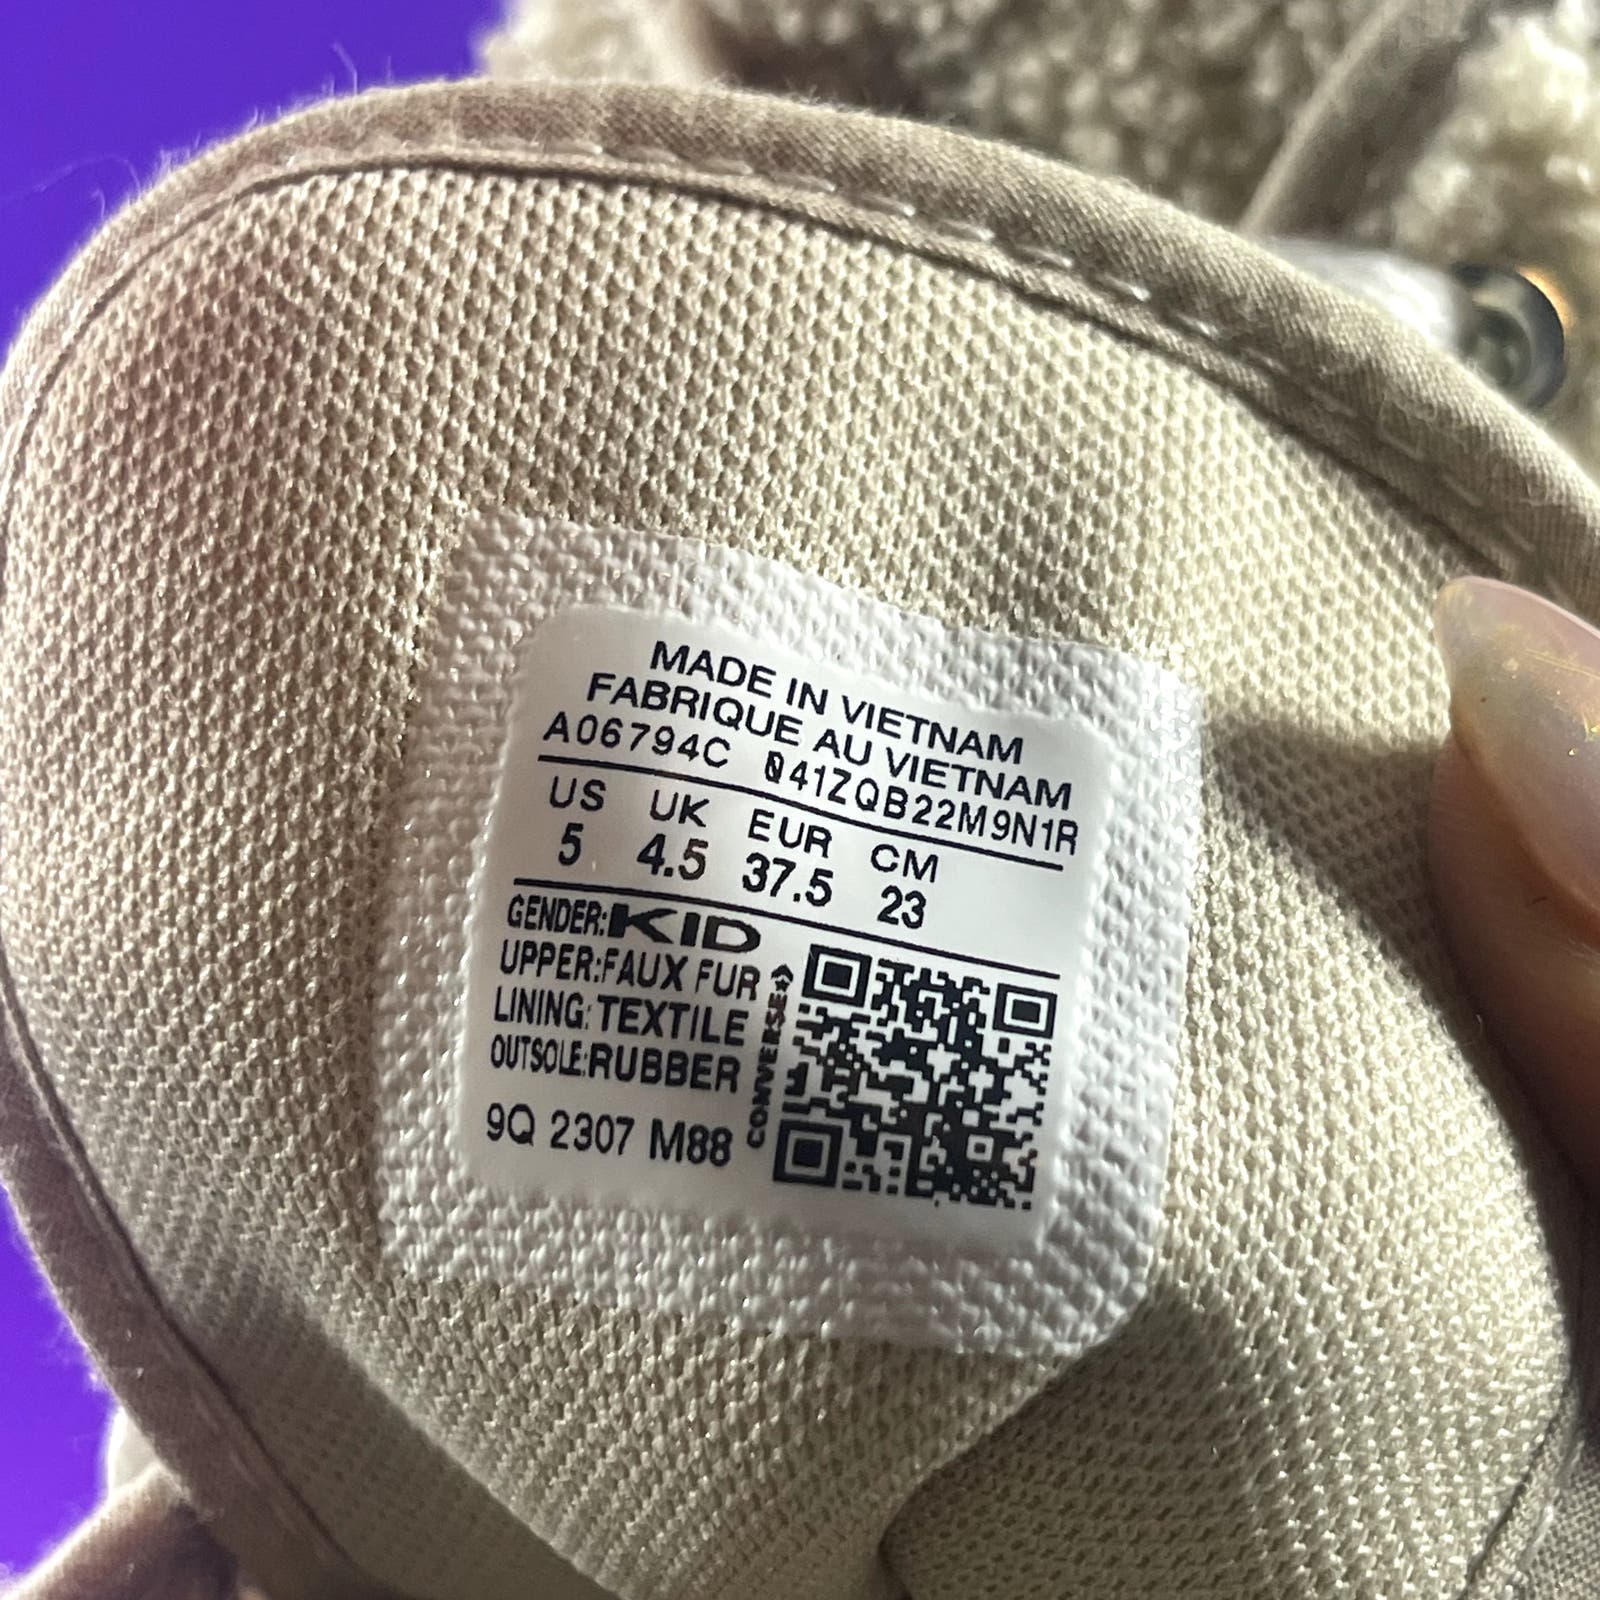 MADE IN VIETNAM
FABRIQUE AU VIETNAM
A06794C 041ZQB22M9N1R
US UK EUR CM
5 4.5 37.5 23
GENDER:KID
UPPER:FAUX FUR
LINING:TEXTILE
OUTSOLE:RUBBER
CONVERSE
9Q 2307 M88